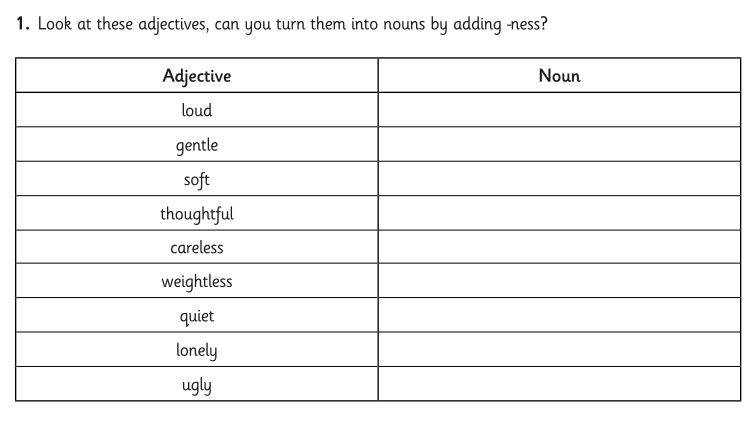 1. Look at these adjectives, can you turn them into nouns by adding -ness?
Adjective Noun
loud
gentle
soft
thoughtful
careless
weightless
quiet
lonely
ugly